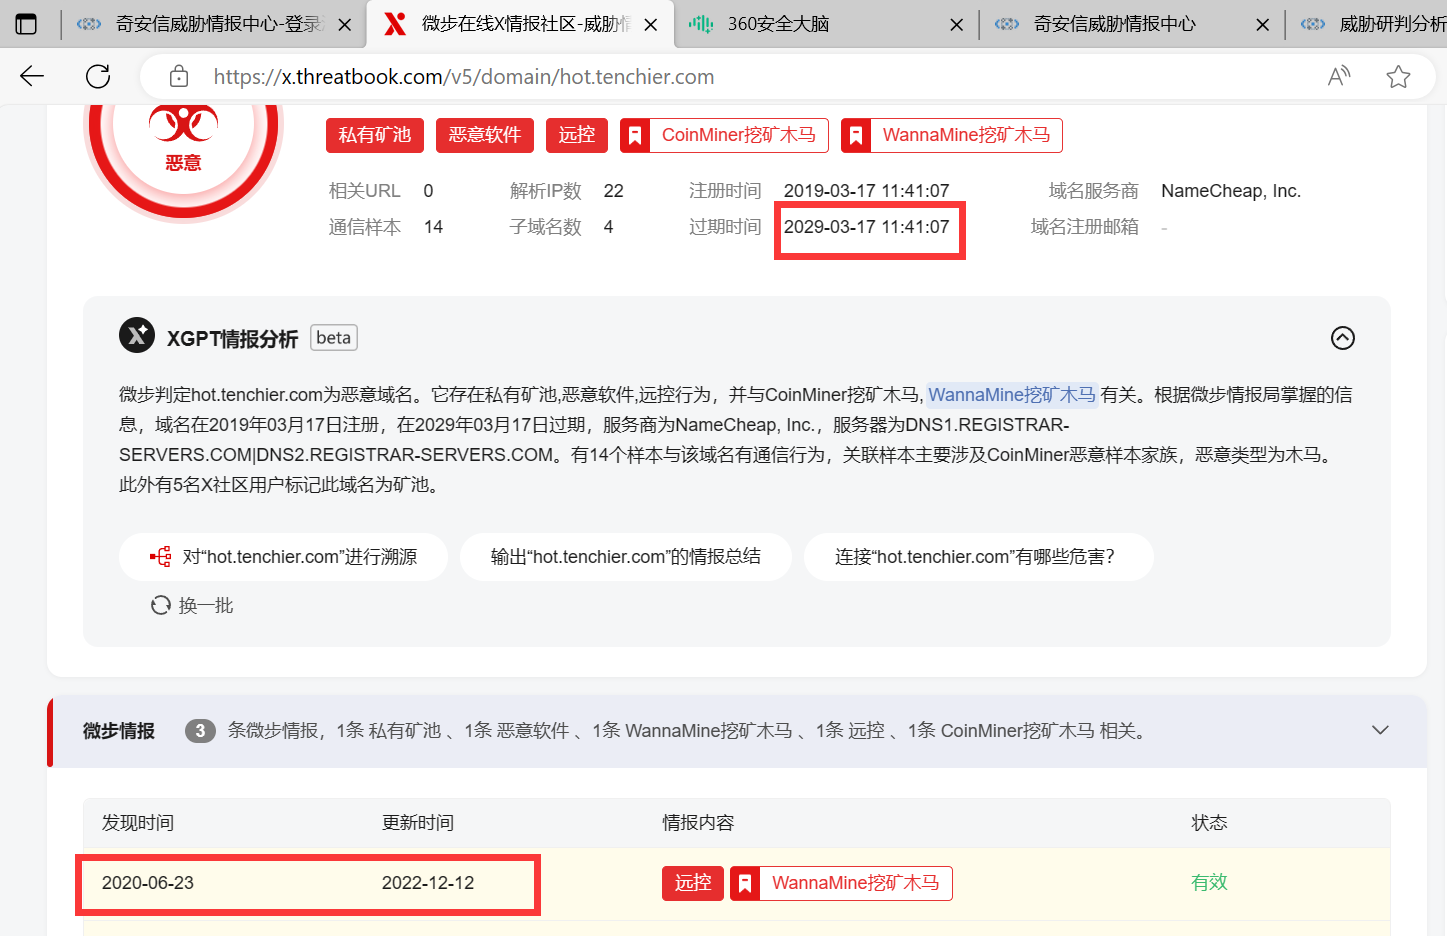 奇安信威胁情报中心-登录
微步在线X情报社区-威胁情
360安全大脑
奇安信威胁情报中心
威胁研判分析
https://x.threatbook.com/v5/domain/hot.tenchier.com
恶意
私有矿池 恶意软件 远控 CoinMiner挖矿木马 WannaMine挖矿木马
相关URL 0 解析IP数 22 注册时间 2019-03-17 11:41:07 域名服务商 NameCheap, Inc.
通信样本 14 子域名数 4 过期时间 2029-03-17 11:41:07 域名注册邮箱 -
XGPT情报分析 beta
微步判定hot.tenchier.com为恶意域名。它存在私有矿池,恶意软件,远控行为，并与CoinMiner挖矿木马,WannaMine挖矿木马有关。根据微步情报局掌握的信
息，域名在2019年03月17日注册，在2029年03月17日过期，服务商为NameCheap, Inc.，服务器为DNS1.REGISTRAR-
SERVERS.COM|DNS2.REGISTRAR-SERVERS.COM。有14个样本与该域名有通信行为，关联样本主要涉及CoinMiner恶意样本家族，恶意类型为木马。
此外有5名X社区用户标记此域名为矿池。
对“hot.tenchier.com”进行溯源 输出“hot.tenchier.com”的情报总结 连接“hot.tenchier.com”有哪些危害？
换一批
微步情报 3 条微步情报，1条 私有矿池 、1条 恶意软件 、1条 WannaMine挖矿木马 、1条 远控 、1条 CoinMiner挖矿木马 相关。
发现时间 更新时间 情报内容 状态
2020-06-23 2022-12-12 远控 WannaMine挖矿木马 有效